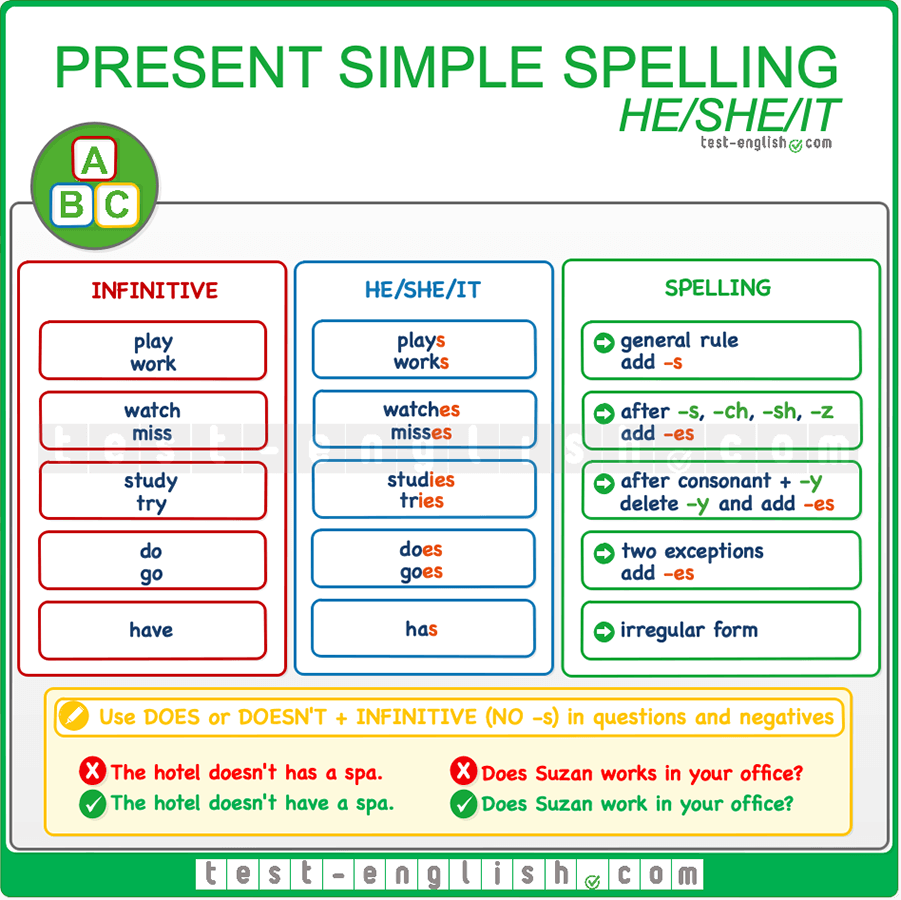 PRESENT SIMPLE SPELLING
HE/SHE/IT
test-english.com
A
B C
INFINITIVE
play
work
watch
miss
study
try
do
go
have
HE/SHE/IT
plays
works
watches
misses
studies
tries
does
goes
has
SPELLING
general rule
add -s
after -s, -ch, -sh, -z
add -es
after consonant + -y
delete -y and add -es
two exceptions
add -es
irregular form
test-english.com
Use DOES or DOESN'T + INFINITIVE (NO -s) in questions and negatives
The hotel doesn't has a spa.
The hotel doesn't have a spa.
Does Suzan works in your office?
Does Suzan work in your office?
test-english.com